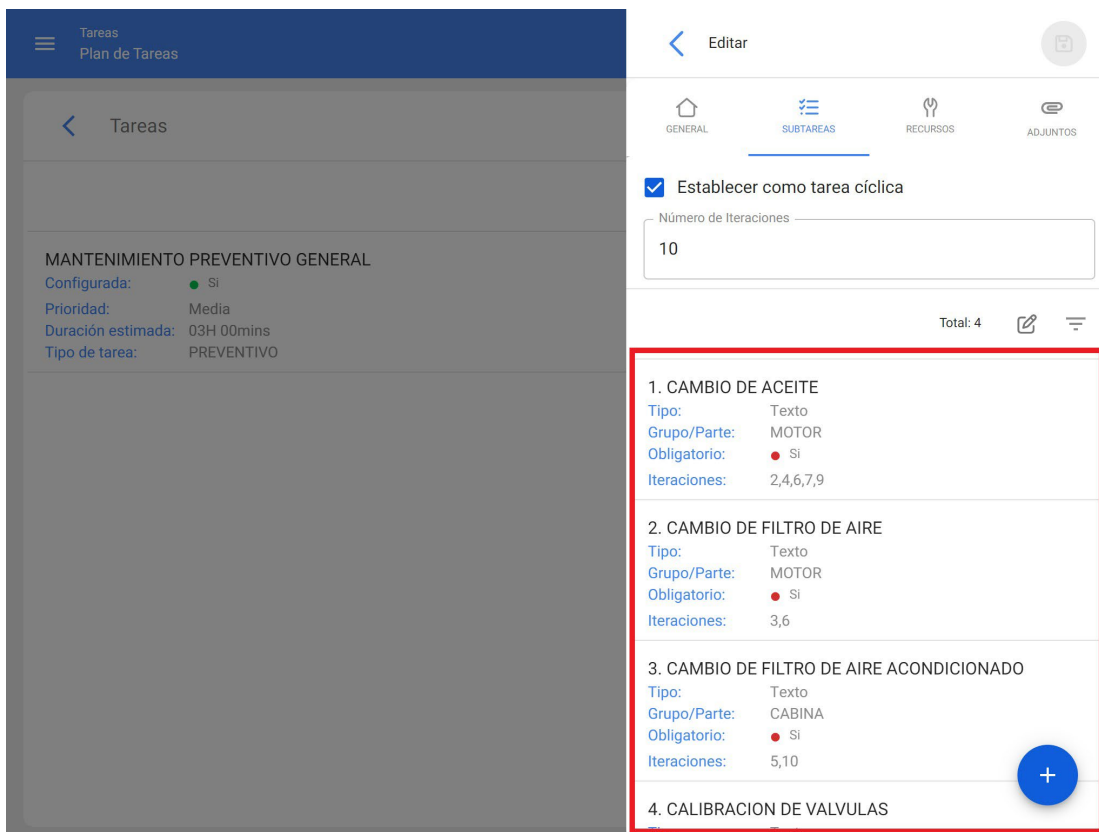 Tareas
Plan de Tareas
Tareas
MANTENIMIENTO PREVENTIVO GENERAL
Configurada: Si
Prioridad: Media
Duración estimada: 03H 00mins
Tipo de tarea: PREVENTIVO
Editar
GENERAL SUBTAREAS RECURSOS ADJUNTOS
Establecer como tarea cíclica
Número de Iteraciones
10
Total: 4
1. CAMBIO DE ACEITE
Tipo: Texto
Grupo/Parte: MOTOR
Obligatorio: Si
Iteraciones: 2,4,6,7,9
2. CAMBIO DE FILTRO DE AIRE
Tipo: Texto
Grupo/Parte: MOTOR
Obligatorio: Si
Iteraciones: 3,6
3. CAMBIO DE FILTRO DE AIRE ACONDICIONADO
Tipo: Texto
Grupo/Parte: CABINA
Obligatorio: Si
Iteraciones: 5,10
4. CALIBRACION DE VALVULAS